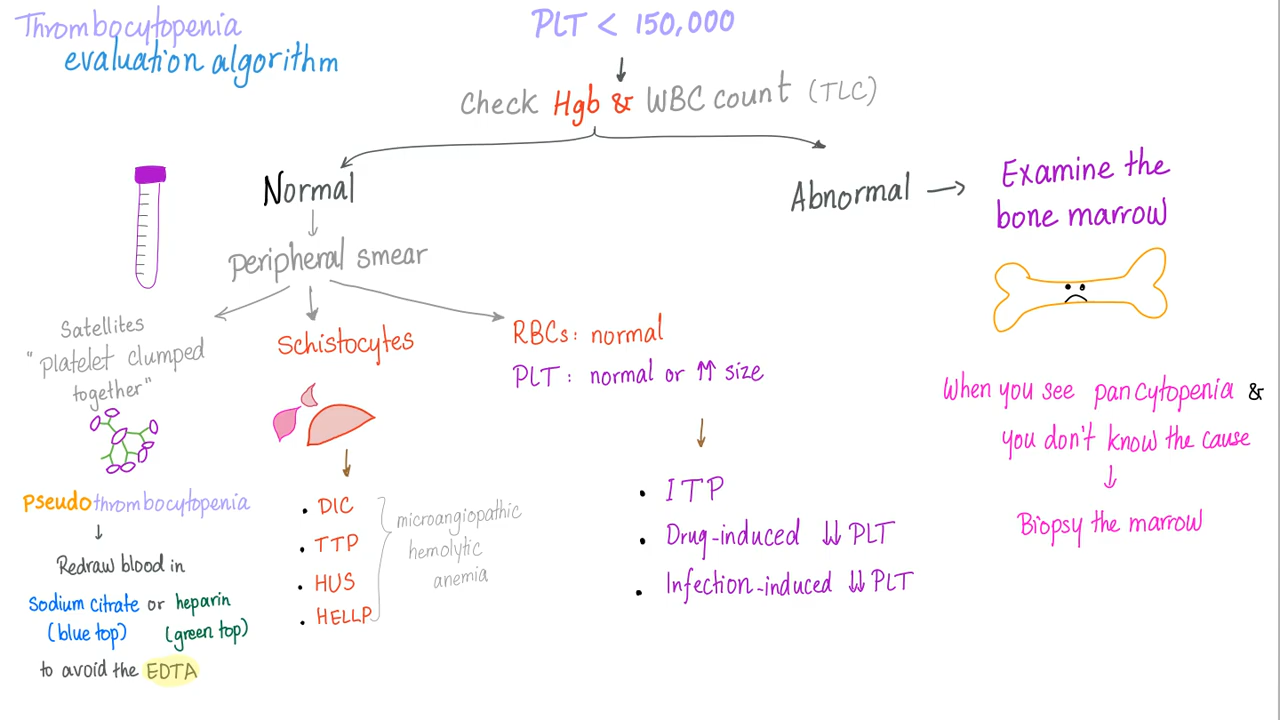 Thrombocytopenia
evaluation algorithm
PLT < 150,000
Check Hgb & WBC count (TLC)
Normal
Abnormal
Examine the
bone marrow
Peripheral smear
Satellites
"Platelet clumped
together"
Schistocytes
RBCs: normal
PLT: normal or ↑↑ size
When you see pancytopenia &
you don't know the cause
↓
Biopsy the marrow
Pseudothrombocytopenia
↓
Redraw blood in
Sodium citrate or heparin
(blue top) (green top)
to avoid the EDTA
• DIC
• TTP
• HUS
• HELLP
microangiopathic
hemolytic
anemia
• ITP
• Drug-induced ↓↓ PLT
• Infection-induced ↓↓ PLT